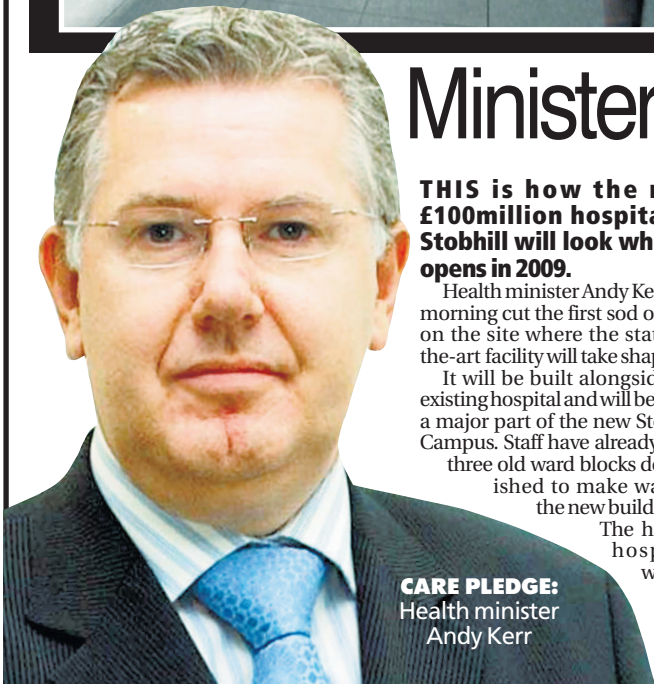 Minister
THIS is how the
£100million hospita
Stobhill will look wh
opens in 2009.
Health minister Andy Ke
morning cut the first sod o
on the site where the stat
the-art facility will take shap
It will be built alongsid
existing hospital and will be
a major part of the new Sto
Campus. Staff have already
three old ward blocks de
ished to make wa
the new build
The h
hosp
w
CARE PLEDGE:
Health minister
Andy Kerr